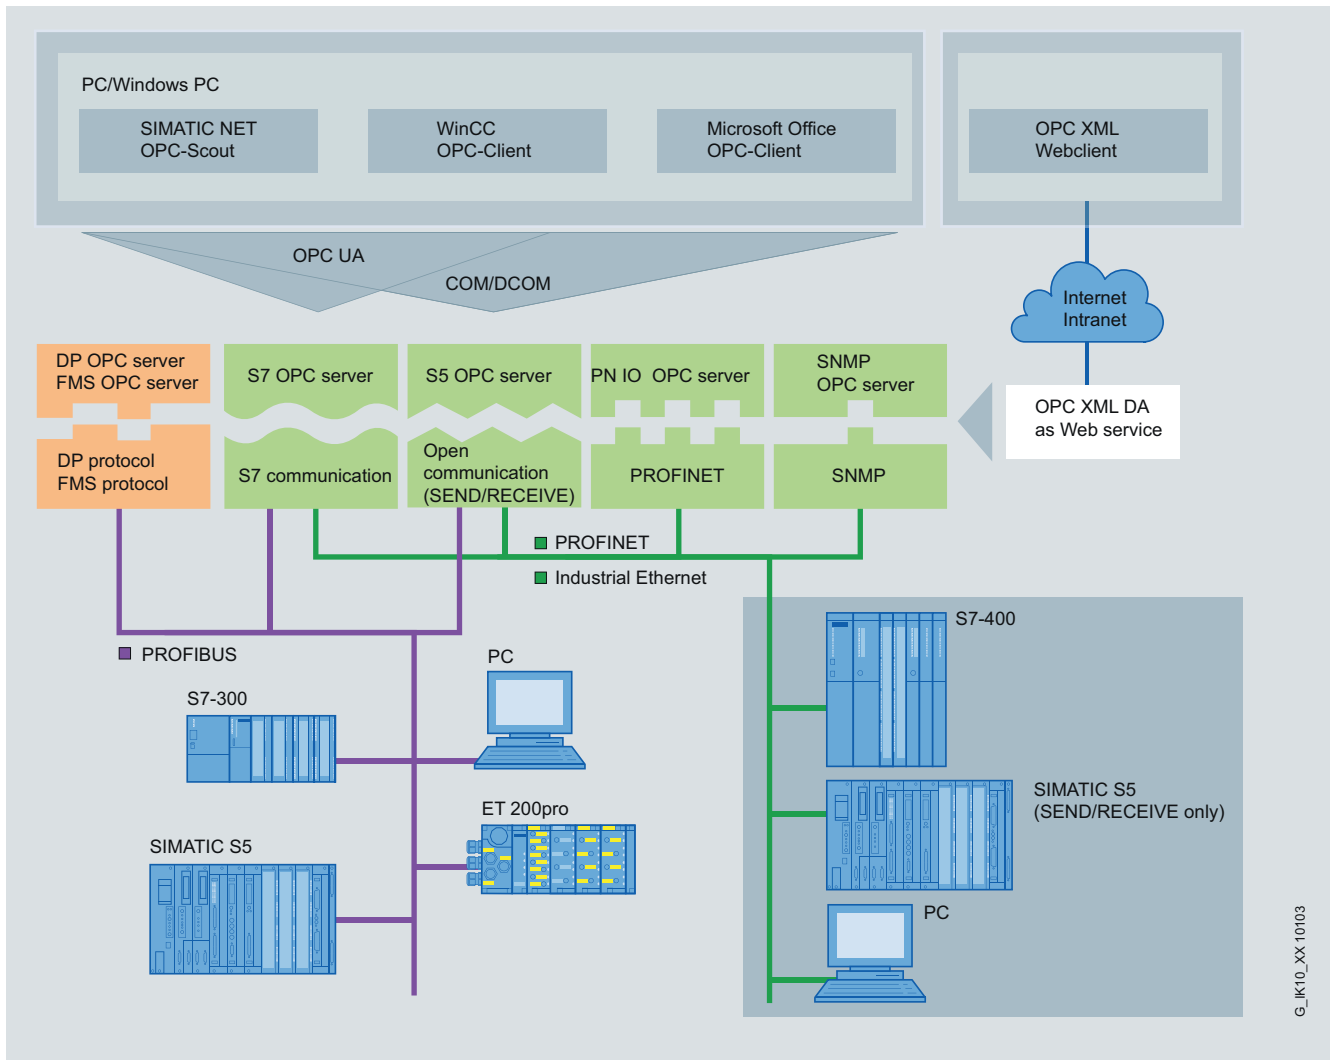 PC/Windows PC
SIMATIC NET
OPC-Scout
WinCC
OPC-Client
Microsoft Office
OPC-Client
OPC XML
Webclient
OPC UA
COM/DCOM
Internet
Intranet
DP OPC server
FMS OPC server
S7 OPC server
S5 OPC server
PN IO OPC server
SNMP
OPC server
OPC XML DA
as Web service
DP protocol
FMS protocol
S7 communication
Open
communication
(SEND/RECEIVE)
PROFINET
SNMP
PROFINET
Industrial Ethernet
PROFIBUS
S7-300
PC
SIMATIC S5
ET 200pro
S7-400
SIMATIC S5
(SEND/RECEIVE only)
PC
G_IK10_XX 10103